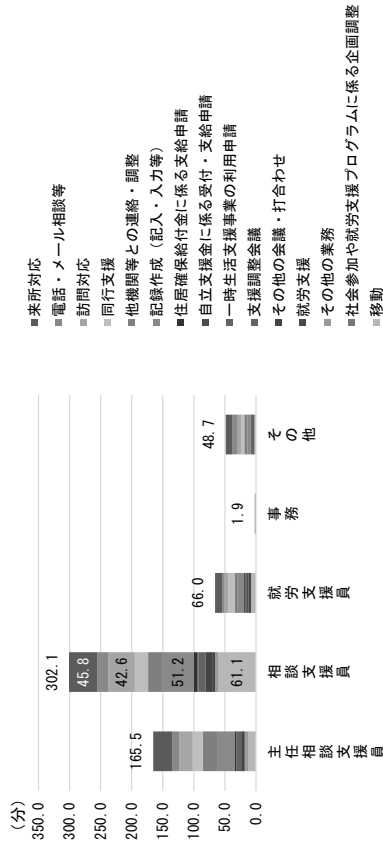 (分)
350.0
300.0
250.0
200.0
150.0
100.0
50.0
0.0
165.5
302.1
45.8
42.6
51.2
61.1
66.0
1.9
48.7
主任相談支援員
相談支援員
就労支援員
事務
その他
■来所対応
■電話・メール相談等
■訪問対応
■同行支援
■他機関等との連絡・調整
■記録作成(記入・入力等)
■住居確保給付金に係る支給申請
■自立支援金に係る受付・支給申請
■一時生活支援事業の利用申請
■支援調整会議
■その他の会議・打合わせ
■就労支援
■その他の業務
■社会参加や就労支援プログラムに係る企画調整
■移動